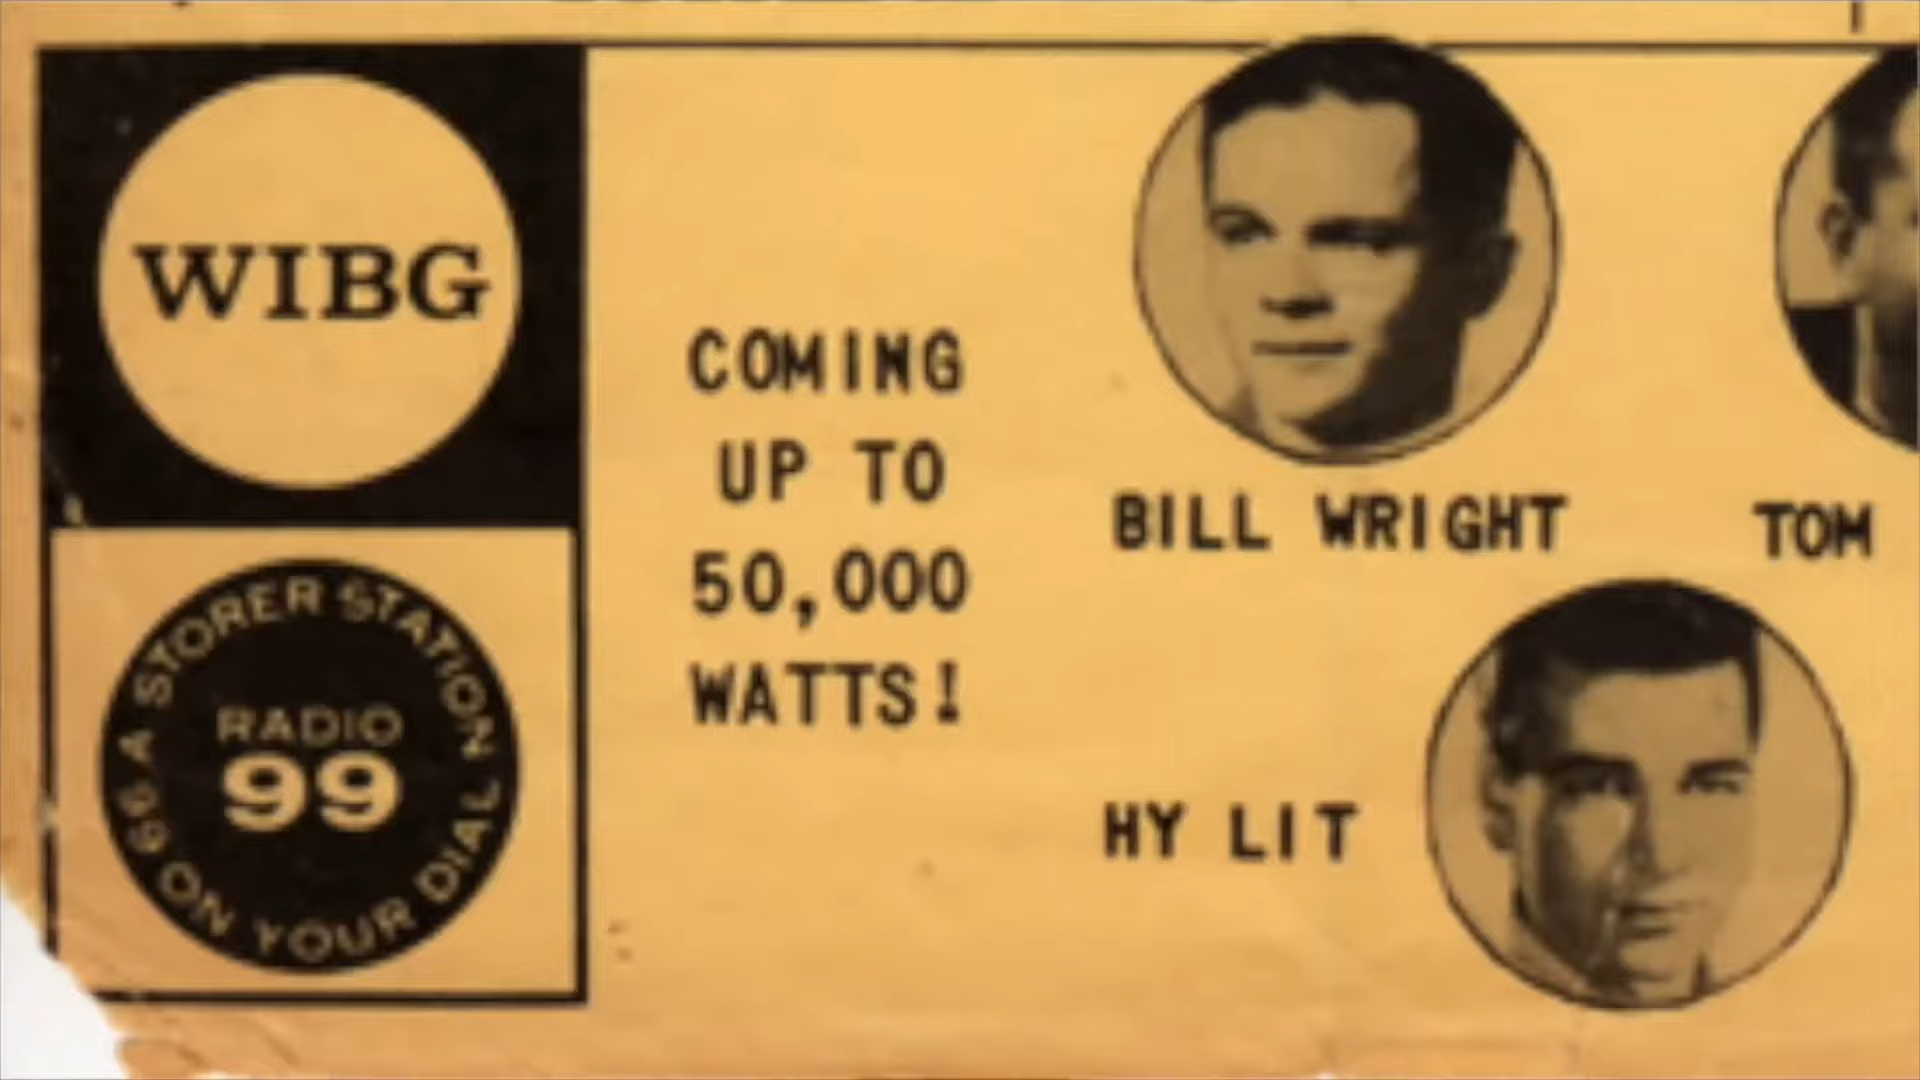 WIBG
COMING
UP TO
50,000
WATTS!
BILL WRIGHT
TOM
HY LIT
A STORER STATION
RADIO
99
99 ON YOUR DIAL